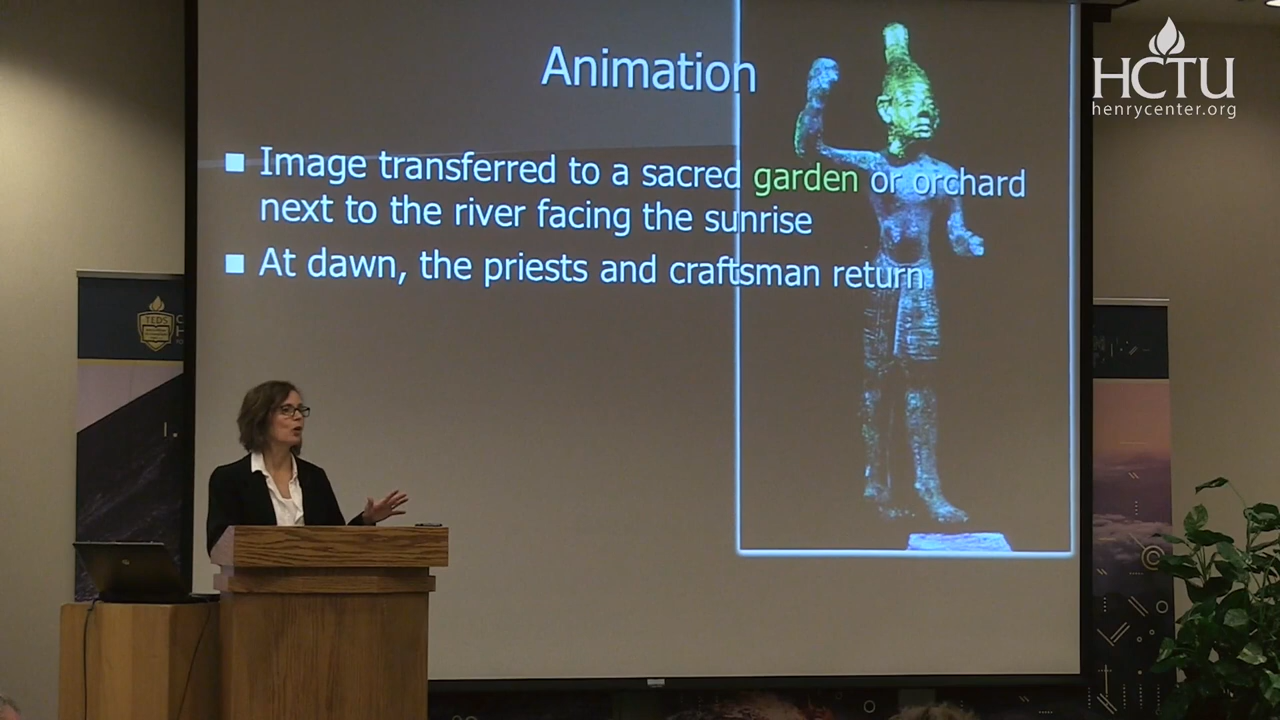 Animation
■ Image transferred to a sacred garden or orchard
next to the river facing the sunrise
■ At dawn, the priests and craftsman return
HCTU
henrycenter.org
TEDS